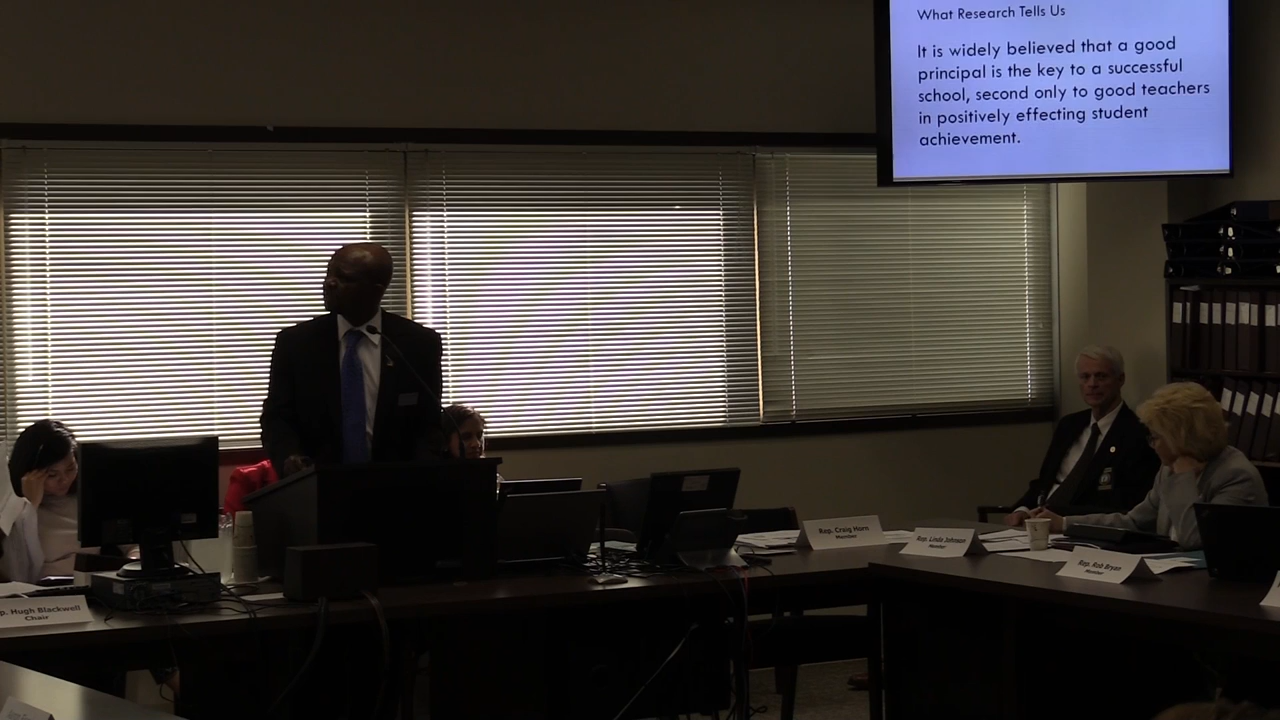 What Research Tells Us
It is widely believed that a good
principal is the key to a successful
school, second only to good teachers
in positively effecting student
achievement.
Rep. Craig Horn
Member
Rep. Linda Johnson
Member
Rep. Rob Bryan
Member
p. Hugh Blackwell
Chair